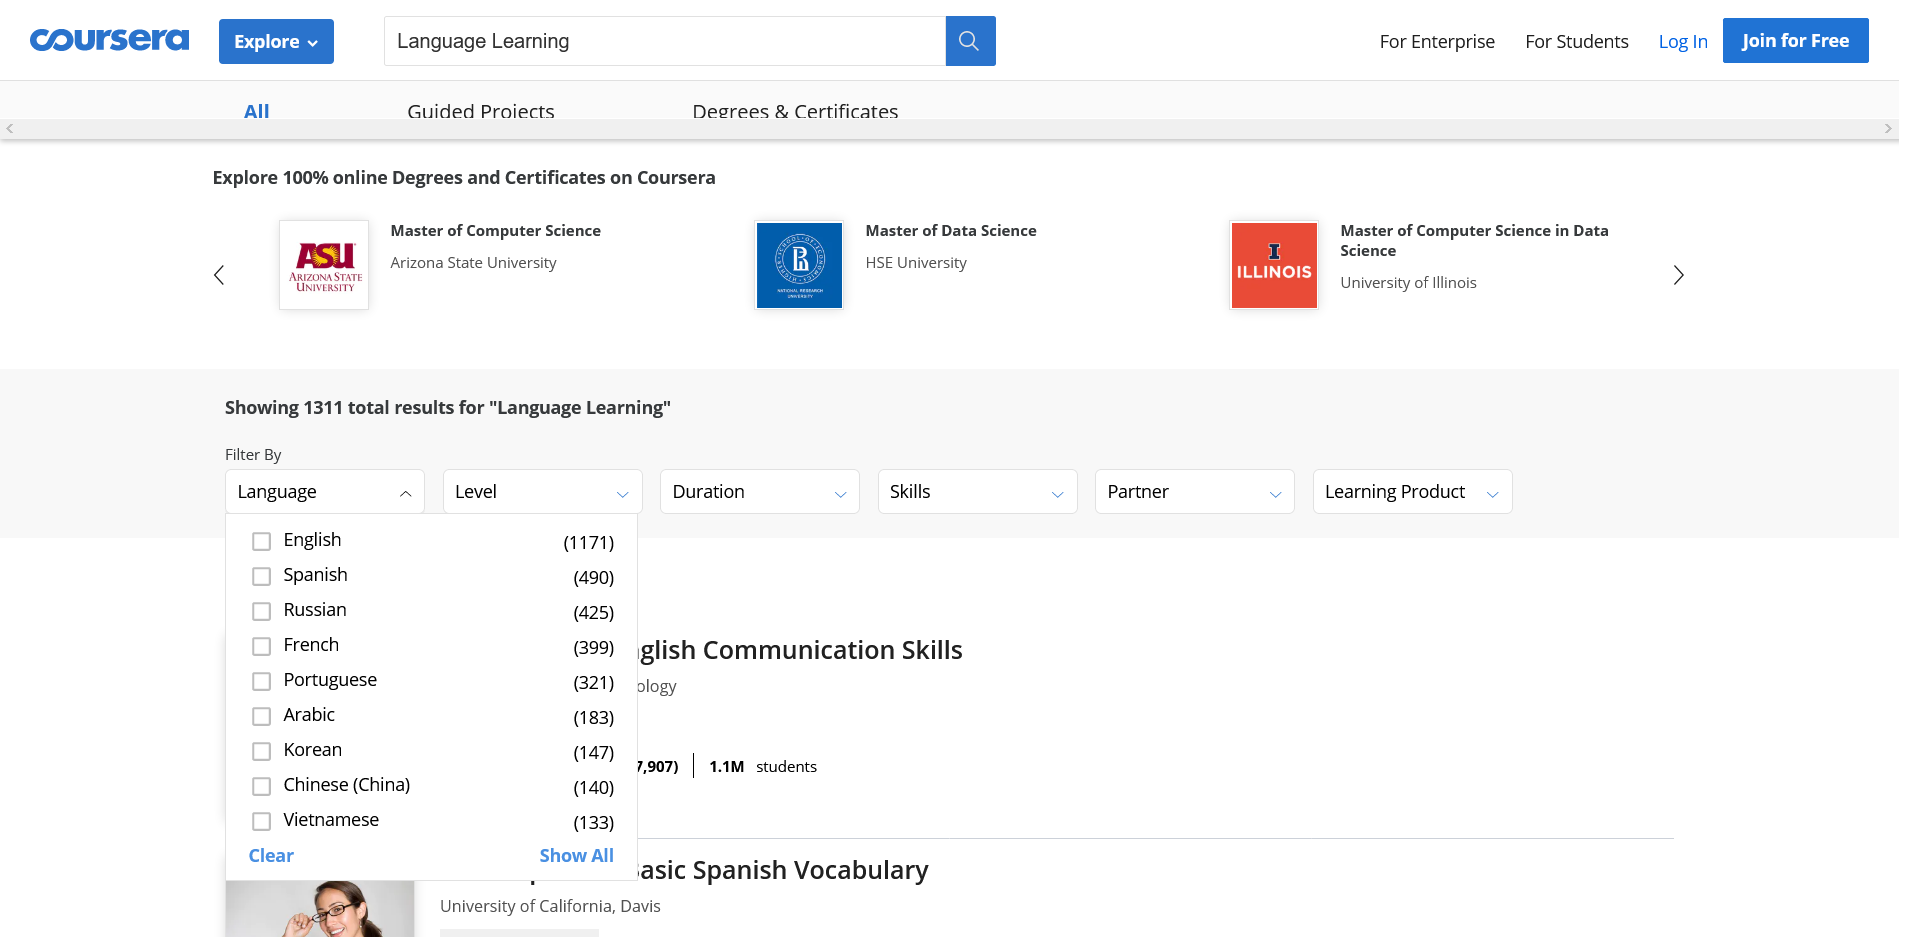 coursera
Explore
Language Learning
For Enterprise
For Students
Log In
Join for Free
All
Guided Projects
Degrees & Certificates
Explore 100% online Degrees and Certificates on Coursera
ASU
ARIZONA STATE
UNIVERSITY
Master of Computer Science
Arizona State University
NATIONAL RESEARCH
UNIVERSITY
Master of Data Science
HSE University
I
ILLINOIS
Master of Computer Science in Data
Science
University of Illinois
Showing 1311 total results for "Language Learning"
Filter By
Language
Level
Duration
Skills
Partner
Learning Product
English (1171)
Spanish (490)
Russian (425)
French (399)
Portuguese (321)
Arabic (183)
Korean (147)
Chinese (China) (140)
Vietnamese (133)
Clear
Show All
glish Communication Skills
ology
7,907)
1.1M students
asic Spanish Vocabulary
University of California, Davis